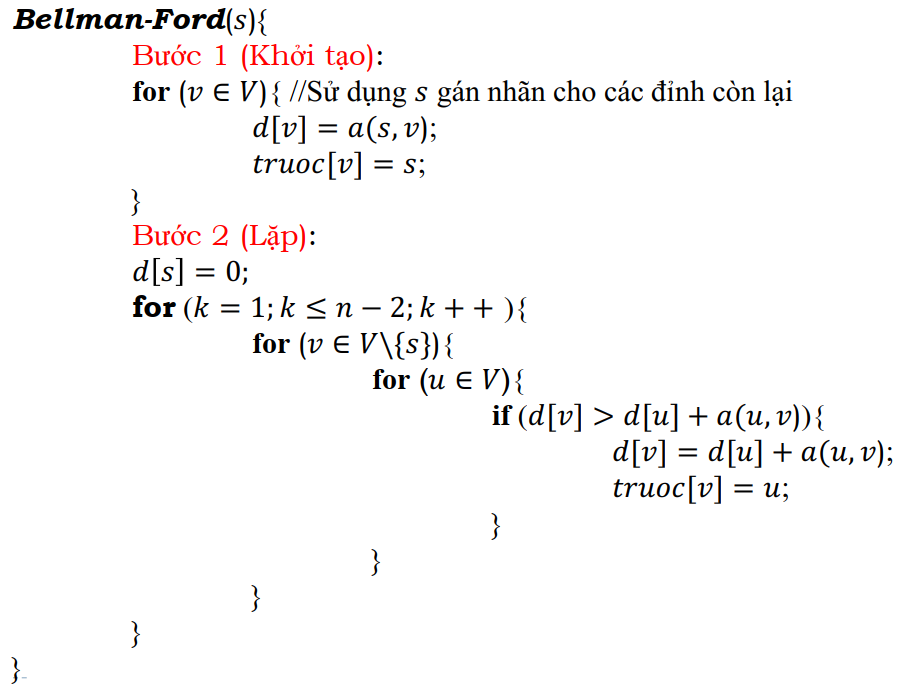 Bellman-Ford(s){
Bước 1 (Khởi tạo):
for (v ∈ V){ //Sử dụng s gán nhãn cho các đỉnh còn lại
d[v] = a(s, v);
truoc[v] = s;
}
Bước 2 (Lặp):
d[s] = 0;
for (k = 1; k ≤ n − 2; k + + ){
for (v ∈ V\{s}){
for (u ∈ V){
if (d[v] > d[u] + a(u, v)){
d[v] = d[u] + a(u, v);
truoc[v] = u;
}
}
}
}
}